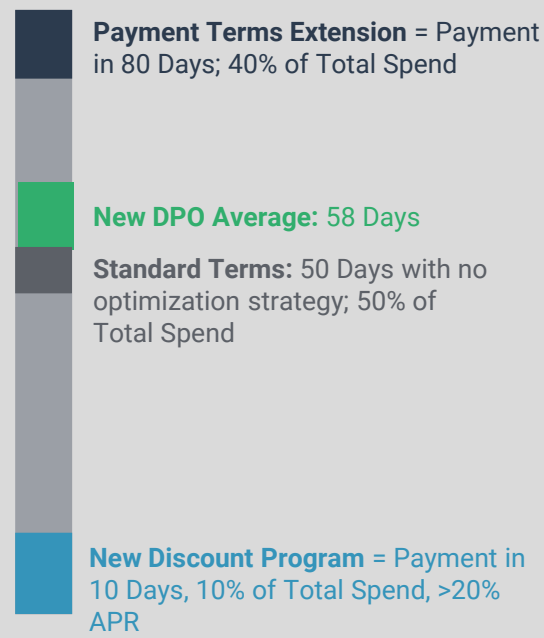 Payment Terms Extension = Payment
in 80 Days; 40% of Total Spend
New DPO Average: 58 Days
Standard Terms: 50 Days with no
optimization strategy; 50% of
Total Spend
New Discount Program = Payment in
10 Days, 10% of Total Spend, >20%
APR